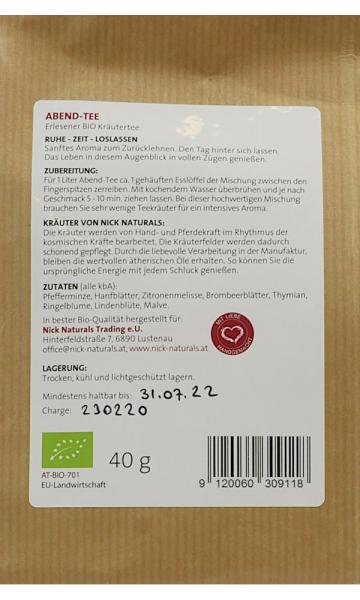 ABEND-TEE
Erlesener BIO Kräutertee
RUHE - ZEIT - LOSLASSEN
Sanftes Aroma zum Zurücklehnen. Den Tag hinter sich lassen.
Das Leben in diesem Augenblick in vollen Zügen genießen.
ZUBEREITUNG:
Für 1 Liter Abend-Tee ca. 1 gehäuften Esslöffel der Mischung zwischen den
Fingerspitzen zerreiben. Mit kochendem Wasser überbrühen und je nach
Geschmack 5 - 10 min. ziehen lassen. Bei dieser hochwertigen Mischung
brauchen Sie sehr wenige Teekräuter für ein intensives Aroma.
KRÄUTER VON NICK NATURALS:
Die Kräuter werden von Hand- und Pferdekraft im Rhythmus der
kosmischen Kräfte bearbeitet. Die Kräuterfelder werden dadurch
schonend gepflegt. Durch die liebevolle Verarbeitung in der Manufaktur,
bleiben die wertvollen ätherischen Öle erhalten. So können Sie die
ursprüngliche Energie mit jedem Schluck genießen.
ZUTATEN (alle kbA):
Pfefferminze, Hanfblätter, Zitronenmelisse, Brombeerblätter, Thymian,
Ringelblume, Lindenblüte, Malve.
In bester Bio-Qualität hergestellt für:
Nick Naturals Trading e.U.
Hinterfeldstraße 7, 6890 Lustenau
office@nick-naturals.at, www.nick-naturals.at
MIT LIEBE
HANDGEMACHT
LAGERUNG:
Trocken, kühl und lichtgeschützt lagern.
Mindestens haltbar bis: 31.07.22
Charge: 230220
40 g
AT-BIO-701
EU-Landwirtschaft
9 120060 309118